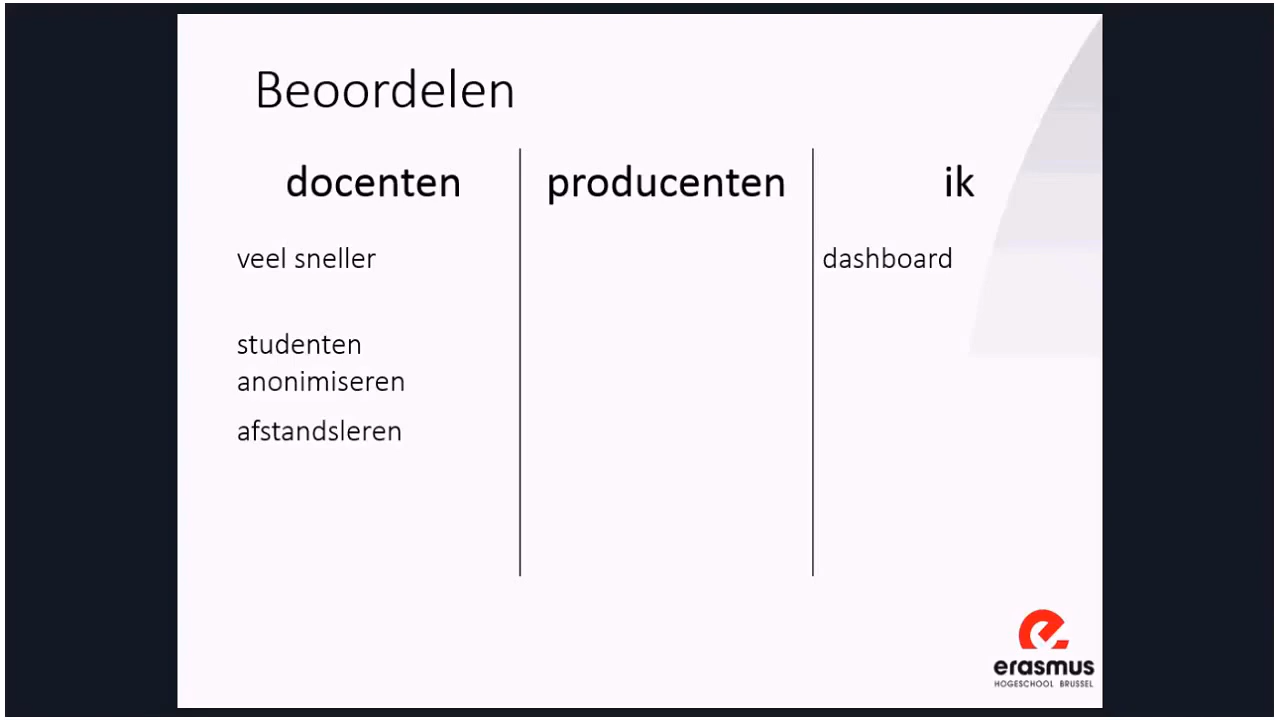 Beoordelen
docenten
producenten
ik
veel sneller
dashboard
studenten
anonimiseren
afstandsleren
erasmus
HOGESCHOOL BRUSSEL